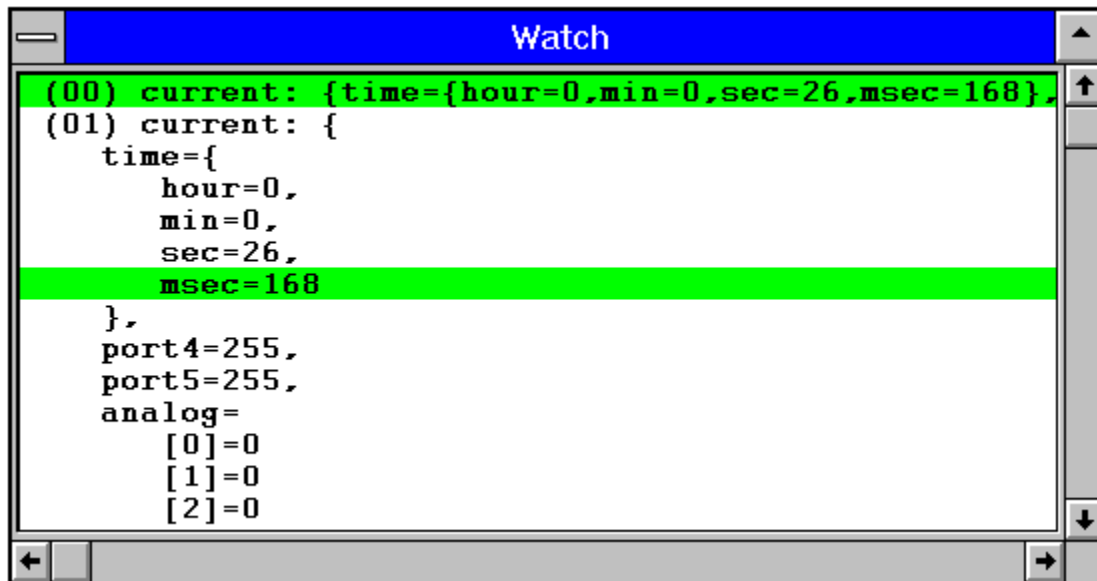 Watch
(00) current: {time={hour=0,min=0,sec=26,msec=168},
(01) current: {
time={
hour=0,
min=0,
sec=26,
msec=168
},
port4=255,
port5=255,
analog=
[0]=0
[1]=0
[2]=0